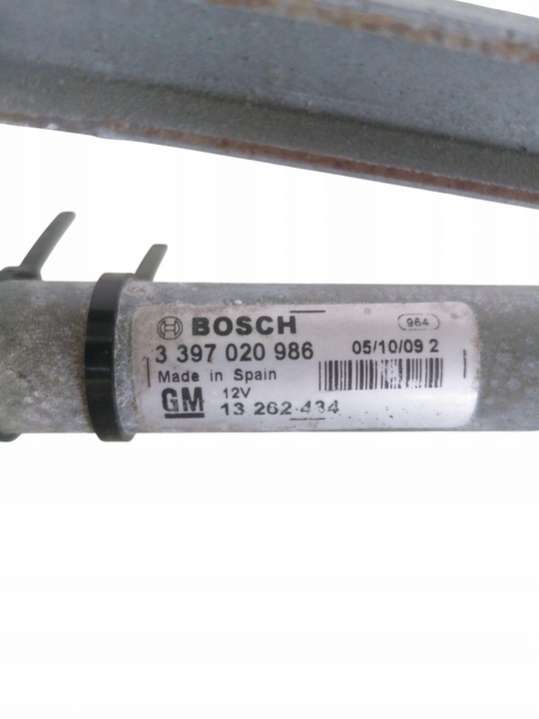 BOSCH
964
3 397 020 986
05/10/09 2
Made in Spain
12V
GM
13 262 434